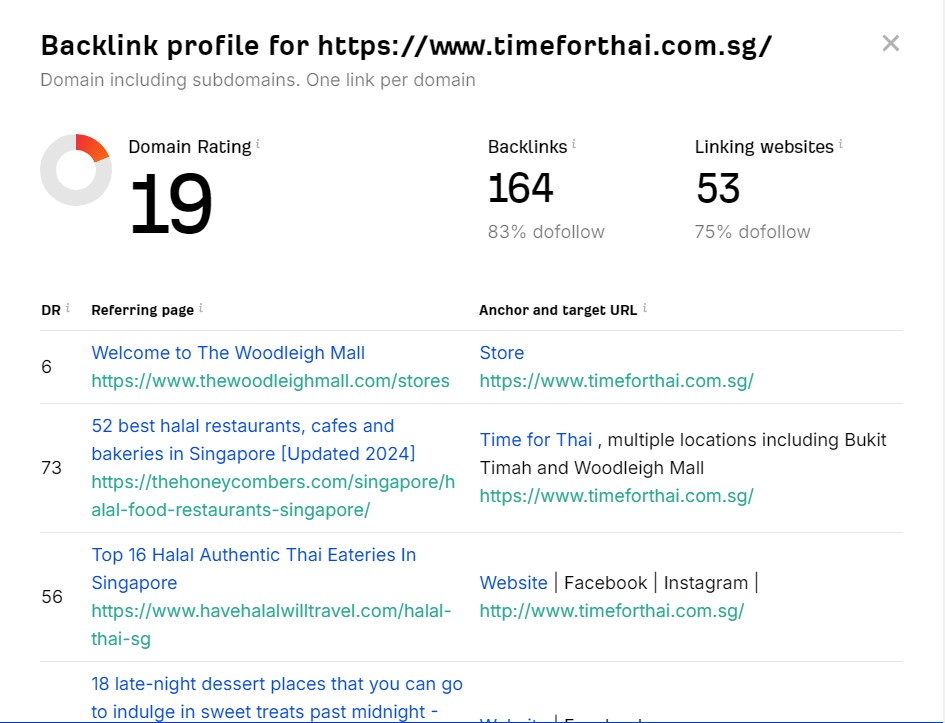 Backlink profile for https://www.timeforthai.com.sg/
Domain including subdomains. One link per domain
Domain Rating i
19
Backlinks i
164
83% dofollow
Linking websites i
53
75% dofollow
DR i Referring page i Anchor and target URL i
6
Welcome to The Woodleigh Mall
https://www.thewoodleighmall.com/stores
Store
https://www.timeforthai.com.sg/
73
52 best halal restaurants, cafes and
bakeries in Singapore [Updated 2024]
https://thehoneycombers.com/singapore/h
alal-food-restaurants-singapore/
Time for Thai , multiple locations including Bukit
Timah and Woodleigh Mall
https://www.timeforthai.com.sg/
56
Top 16 Halal Authentic Thai Eateries In
Singapore
https://www.havehalalwilltravel.com/halal-
thai-sg
Website | Facebook | Instagram |
http://www.timeforthai.com.sg/
18 late-night dessert places that you can go
to indulge in sweet treats past midnight -